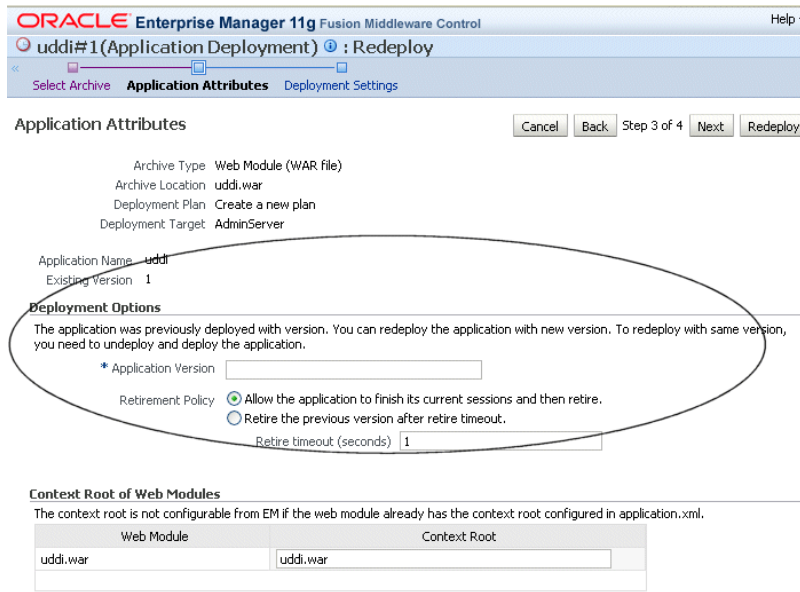 ORACLE Enterprise Manager 11g Fusion Middleware Control
Help
uddi#1(Application Deployment) : Redeploy
Select Archive Application Attributes Deployment Settings
Application Attributes
Cancel Back Step 3 of 4 Next Redeploy
Archive Type Web Module (WAR file)
Archive Location uddi.war
Deployment Plan Create a new plan
Deployment Target AdminServer
Application Name uddi
Existing Version 1
Deployment Options
The application was previously deployed with version. You can redeploy the application with new version. To redeploy with same version,
you need to undeploy and deploy the application.
* Application Version
Retirement Policy Allow the application to finish its current sessions and then retire.
Retire the previous version after retire timeout.
Retire timeout (seconds) 1
Context Root of Web Modules
The context root is not configurable from EM if the web module already has the context root configured in application.xml.
Web Module Context Root
uddi.war uddi.war